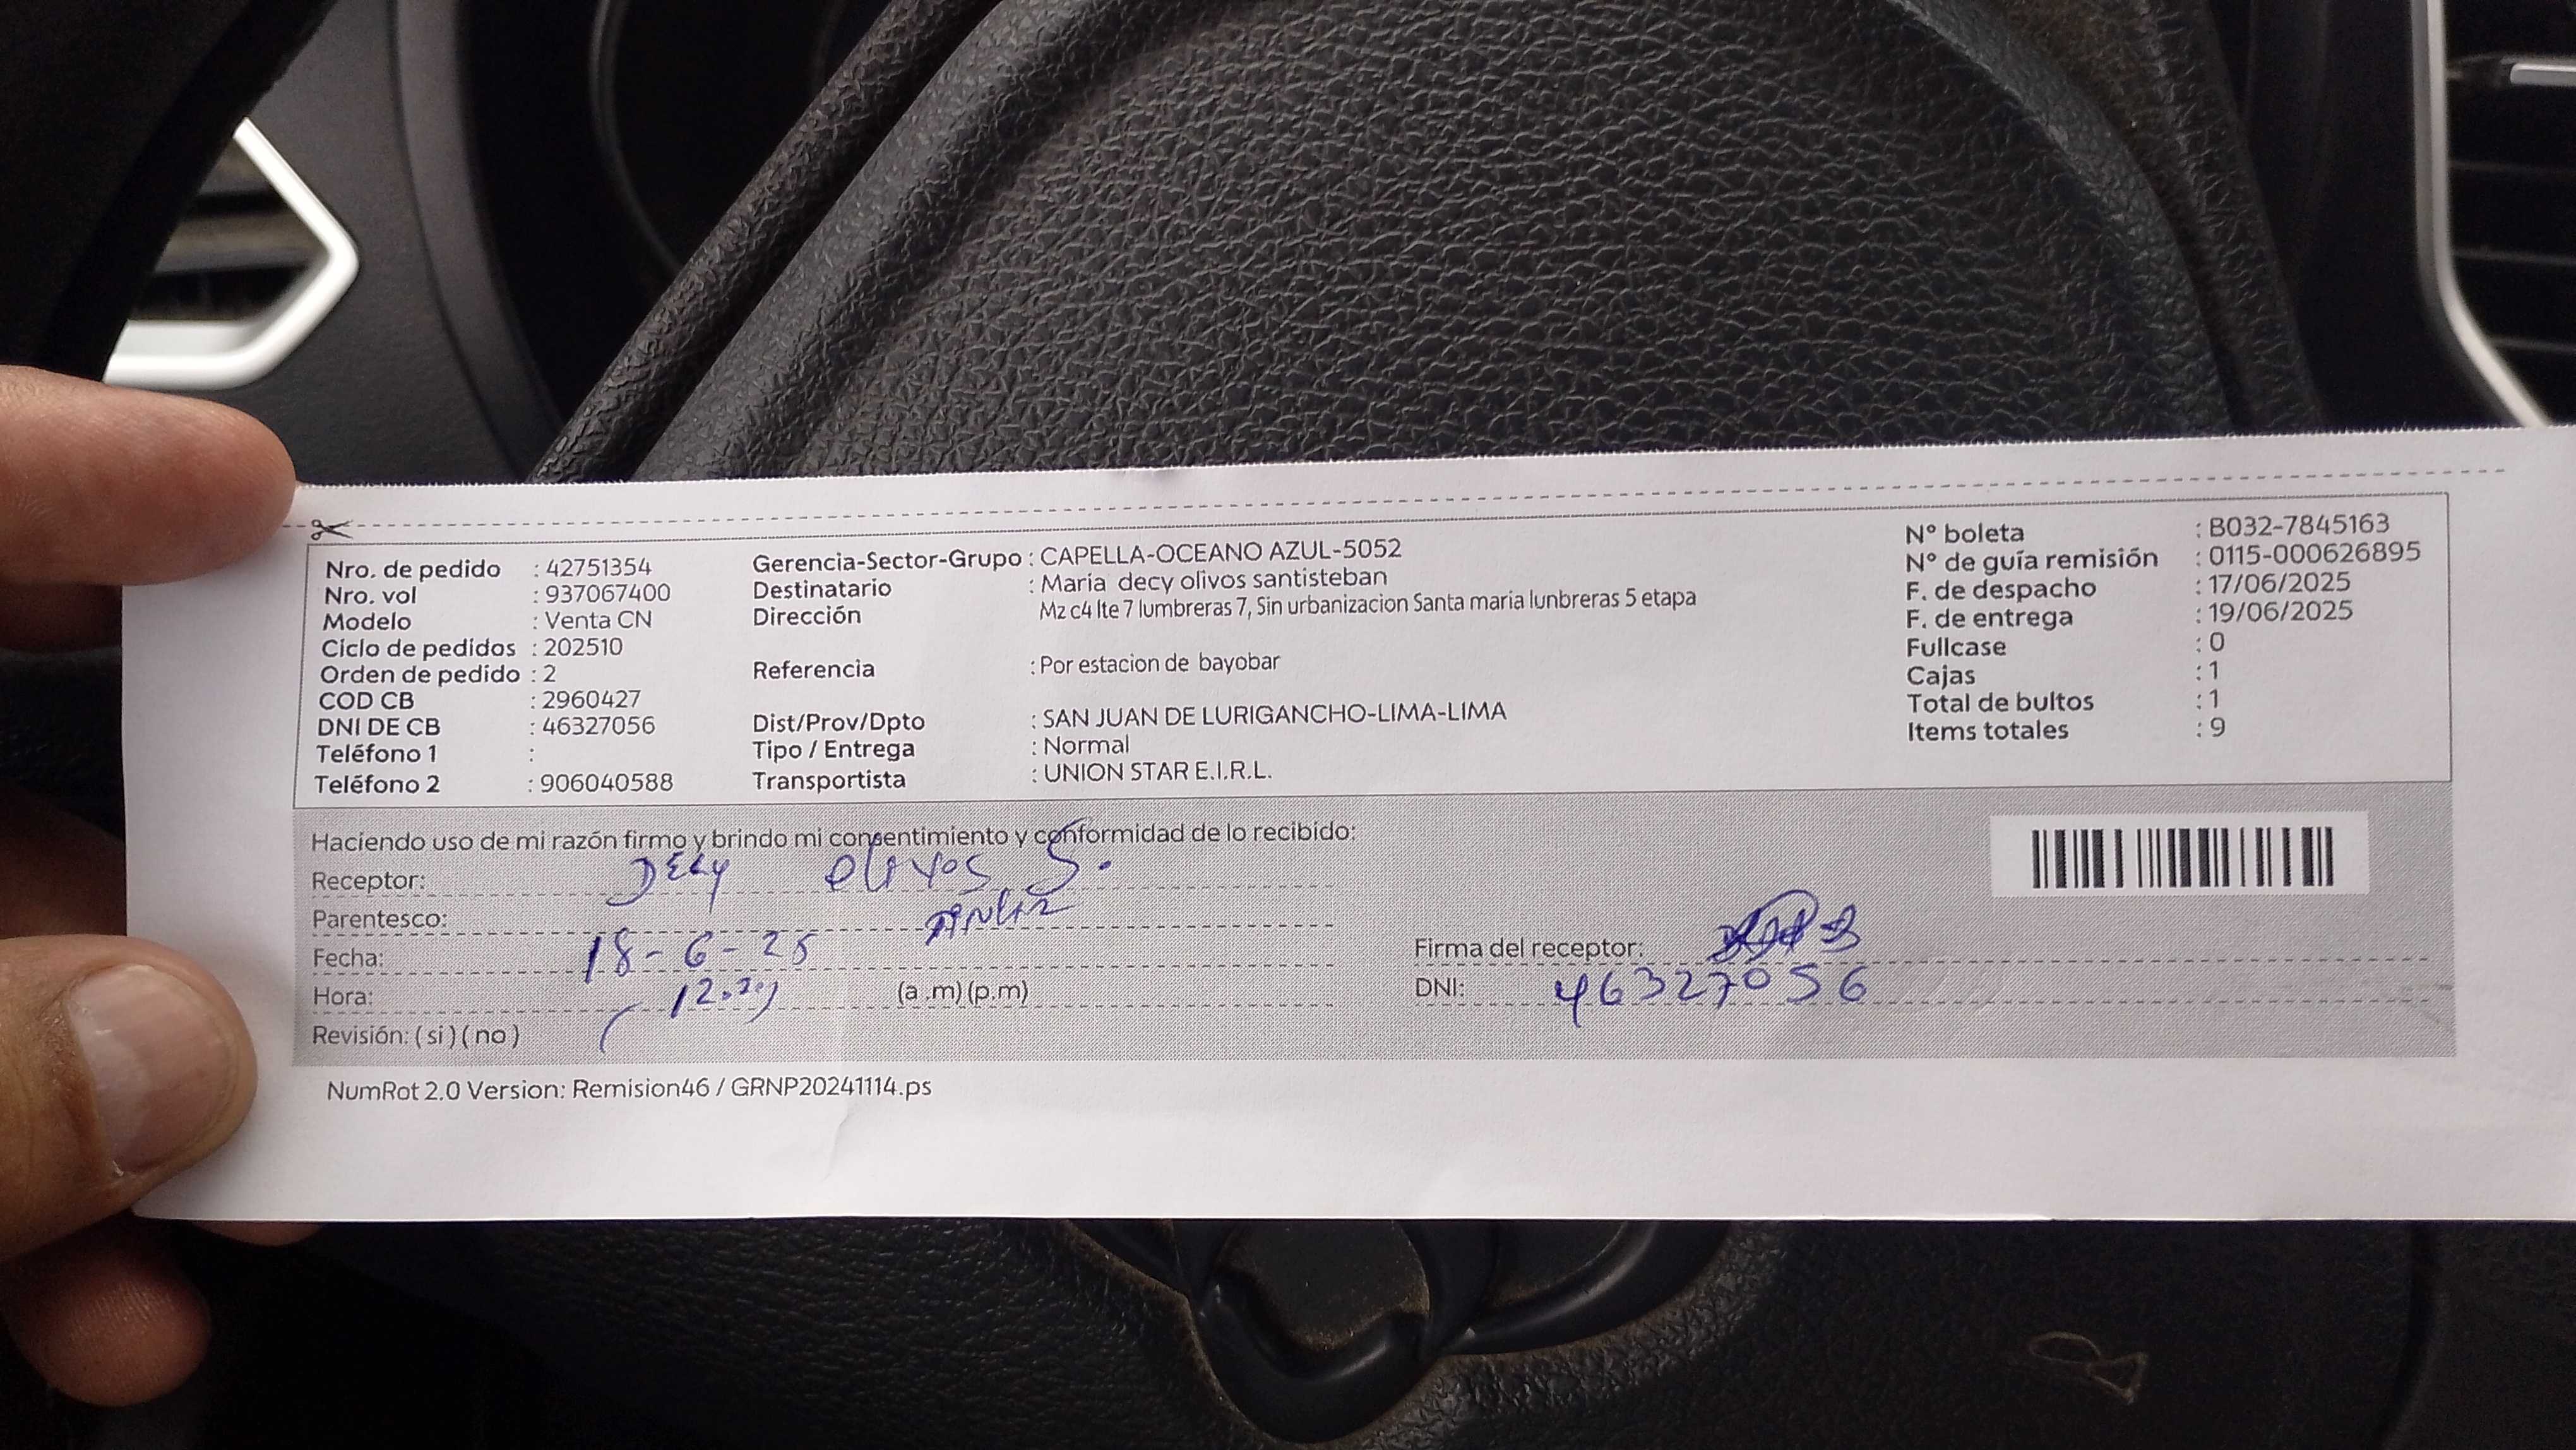 Nro. de pedido : 42751354
Nro. vol : 937067400
Modelo : Venta CN
Ciclo de pedidos : 202510
Orden de pedido : 2
COD CB : 2960427
DNI DE CB : 46327056
Teléfono 1 :
Teléfono 2 : 906040588
Gerencia-Sector-Grupo : CAPELLA-OCEANO AZUL-5052
Destinatario : Maria decy olivos santisteban
Dirección Mz c4 lte 7 lumbreras 7, Sin urbanizacion Santa maria lunbreras 5 etapa
Referencia : Por estacion de bayobar
Dist/Prov/Dpto : SAN JUAN DE LURIGANCHO-LIMA-LIMA
Tipo / Entrega : Normal
Transportista : UNION STAR E.I.R.L.
N° boleta : B032-7845163
N° de guía remisión : 0115-000626895
F. de despacho : 17/06/2025
F. de entrega : 19/06/2025
Fullcase : 0
Cajas : 1
Total de bultos : 1
Items totales : 9
Haciendo uso de mi razón firmo y brindo mi consentimiento y conformidad de lo recibido:
Receptor: Decy Olivos S.
Parentesco:
Fecha: 18-6-25
Hora: (a .m) (p.m)
Revisión: ( si ) ( no )
Firma del receptor:
DNI: 46327056
NumRot 2.0 Version: Remision46 / GRNP20241114.ps